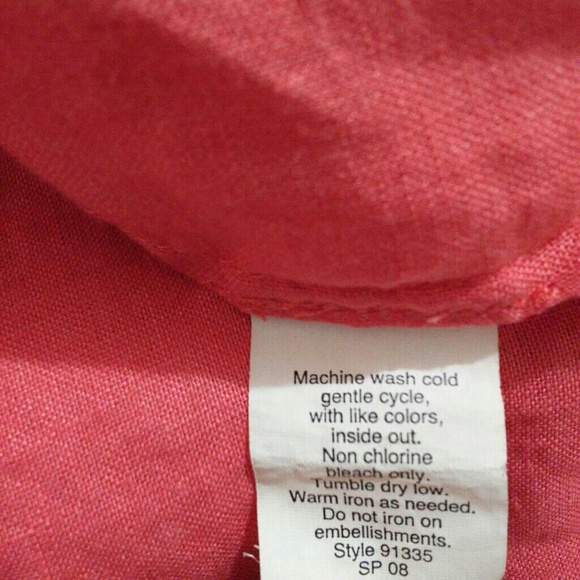 Machine wash cold
gentle cycle,
with like colors,
inside out.
Non chlorine
bleach only.
Tumble dry low.
Warm iron as needed.
Do not iron on
embellishments.
Style 91335
SP 08